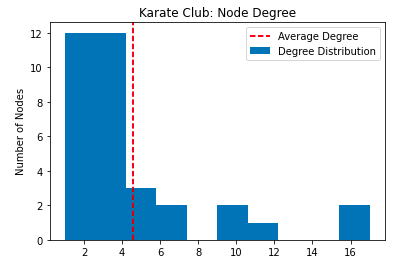 Karate Club: Node Degree
Average Degree
Degree Distribution
Number of Nodes
12
10
8
6
4
2
0
2 4 6 8 10 12 14 16